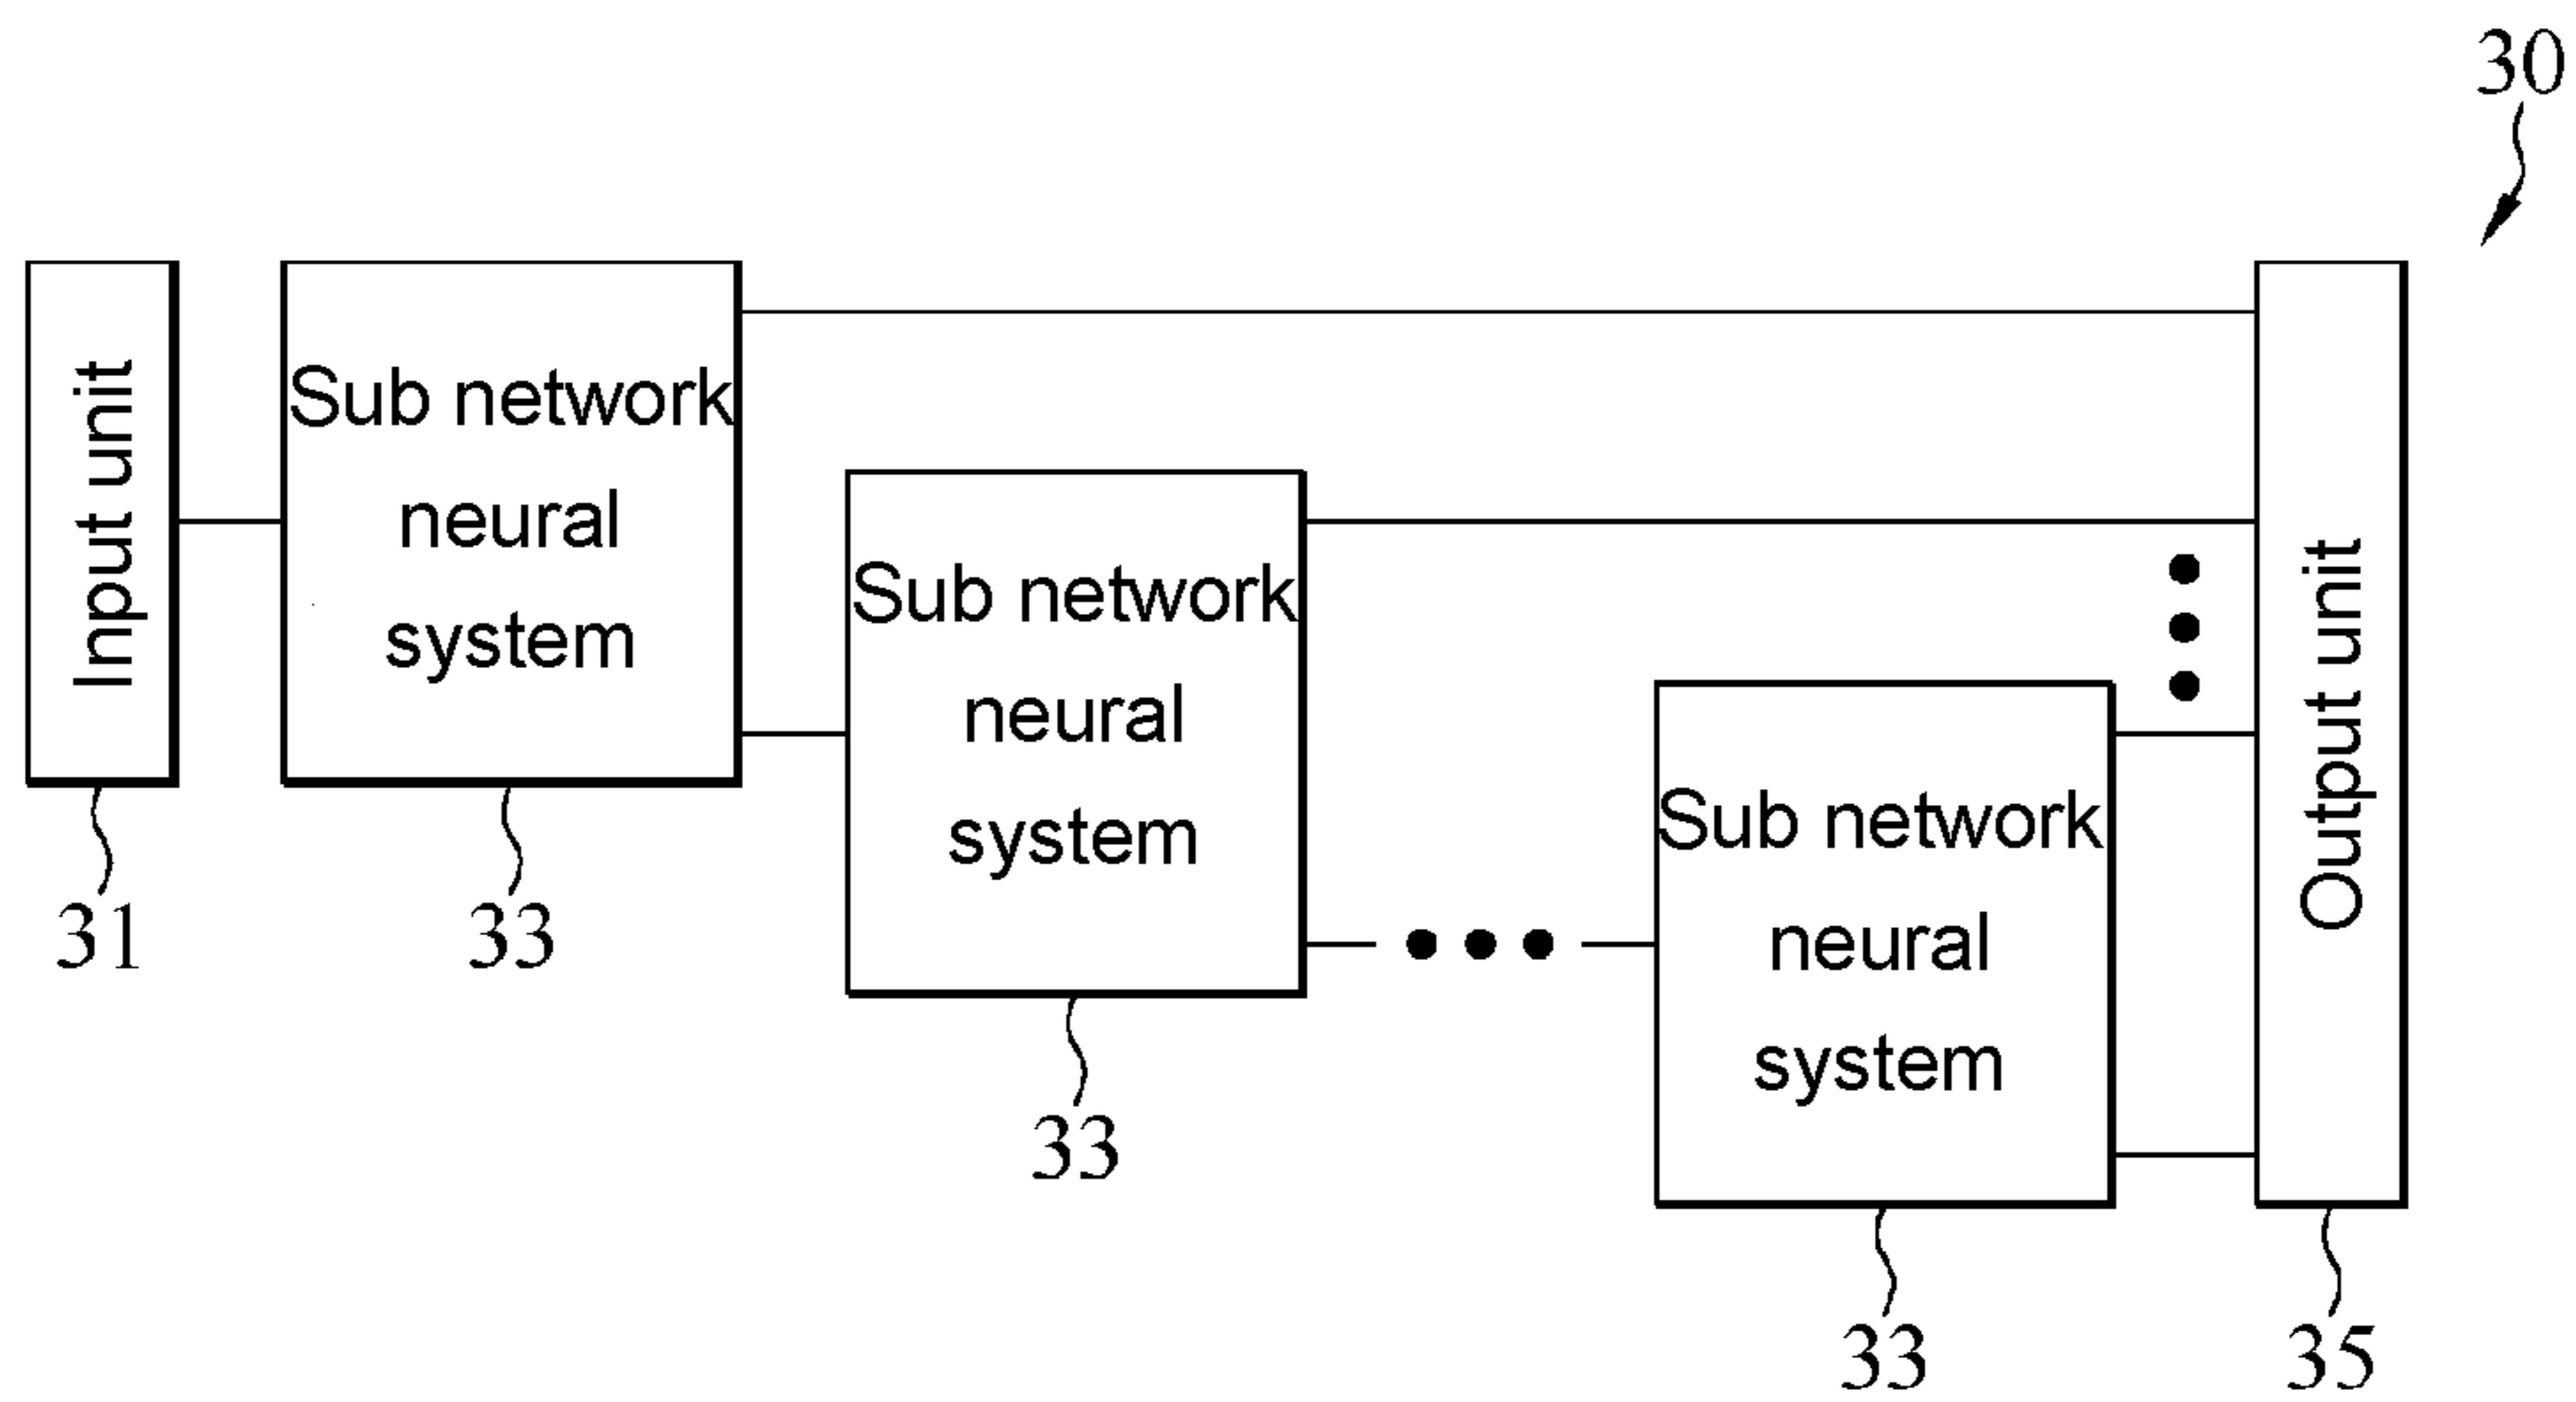 30
Input unit
Sub network
neural
system
Sub network
neural
system
Sub network
neural
system
Output unit
31
33
33
33
35